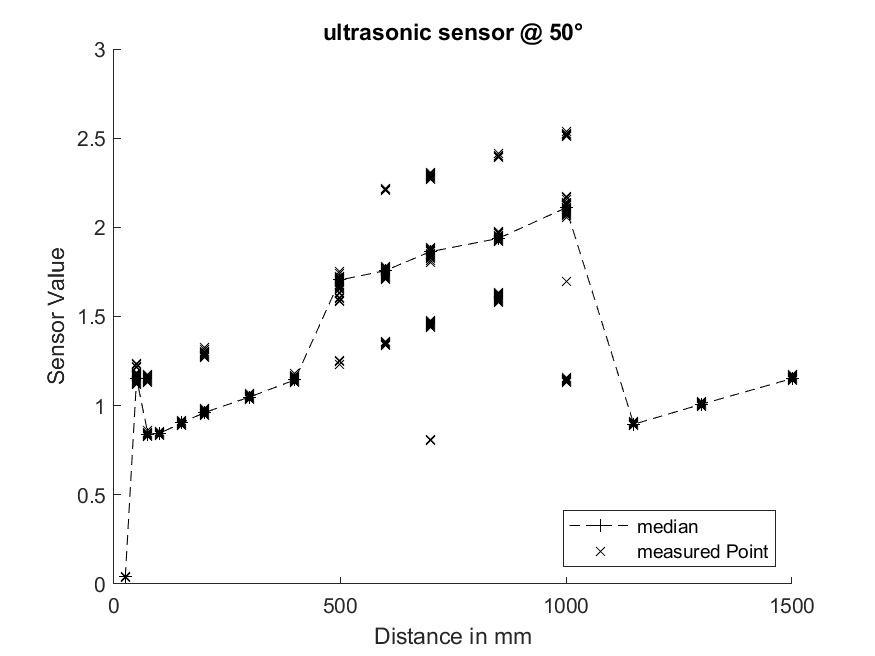 ultrasonic sensor @ 50°
3
2.5
2
1.5
1
0.5
0
Sensor Value
0 500 1000 1500
Distance in mm
median
measured Point